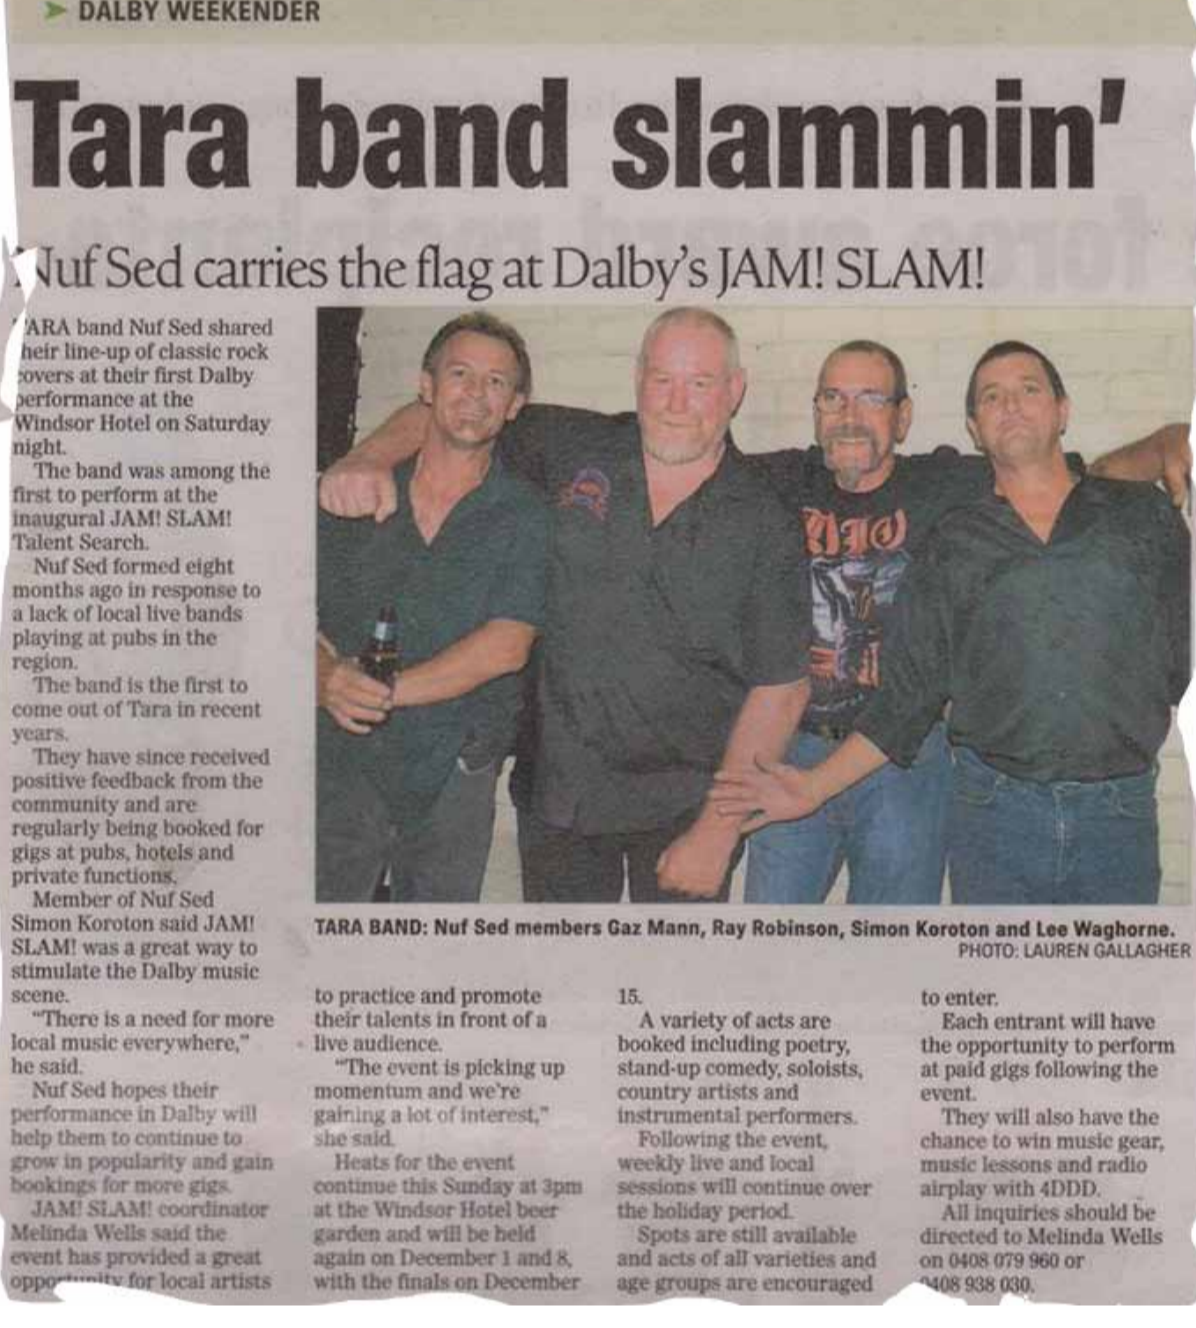 ➤ DALBY WEEKENDER
Tara band slammin'
Nuf Sed carries the flag at Dalby's JAM! SLAM!
TARA band Nuf Sed shared
their line-up of classic rock
covers at their first Dalby
performance at the
Windsor Hotel on Saturday
night.
The band was among the
first to perform at the
inaugural JAM! SLAM!
Talent Search.
Nuf Sed formed eight
months ago in response to
a lack of local live bands
playing at pubs in the
region.
The band is the first to
come out of Tara in recent
years.
They have since received
positive feedback from the
community and are
regularly being booked for
gigs at pubs, hotels and
private functions.
Member of Nuf Sed
Simon Koroton said JAM!
SLAM! was a great way to
stimulate the Dalby music
scene.
"There is a need for more
local music everywhere,"
he said.
Nuf Sed hopes their
performance in Dalby will
help them to continue to
grow in popularity and gain
bookings for more gigs.
JAM! SLAM! coordinator
Melinda Wells said the
event has provided a great
opportunity for local artists
DIO
TARA BAND: Nuf Sed members Gaz Mann, Ray Robinson, Simon Koroton and Lee Waghorne.
PHOTO: LAUREN GALLAGHER
to practice and promote
their talents in front of a
live audience.
"The event is picking up
momentum and we're
gaining a lot of interest,"
she said.
Heats for the event
continue this Sunday at 3pm
at the Windsor Hotel beer
garden and will be held
again on December 1 and 8,
with the finals on December
15.
A variety of acts are
booked including poetry,
stand-up comedy, soloists,
country artists and
instrumental performers.
Following the event,
weekly live and local
sessions will continue over
the holiday period.
Spots are still available
and acts of all varieties and
age groups are encouraged
to enter.
Each entrant will have
the opportunity to perform
at paid gigs following the
event.
They will also have the
chance to win music gear,
music lessons and radio
airplay with 4DDD.
All inquiries should be
directed to Melinda Wells
on 0408 079 960 or
0408 938 030.